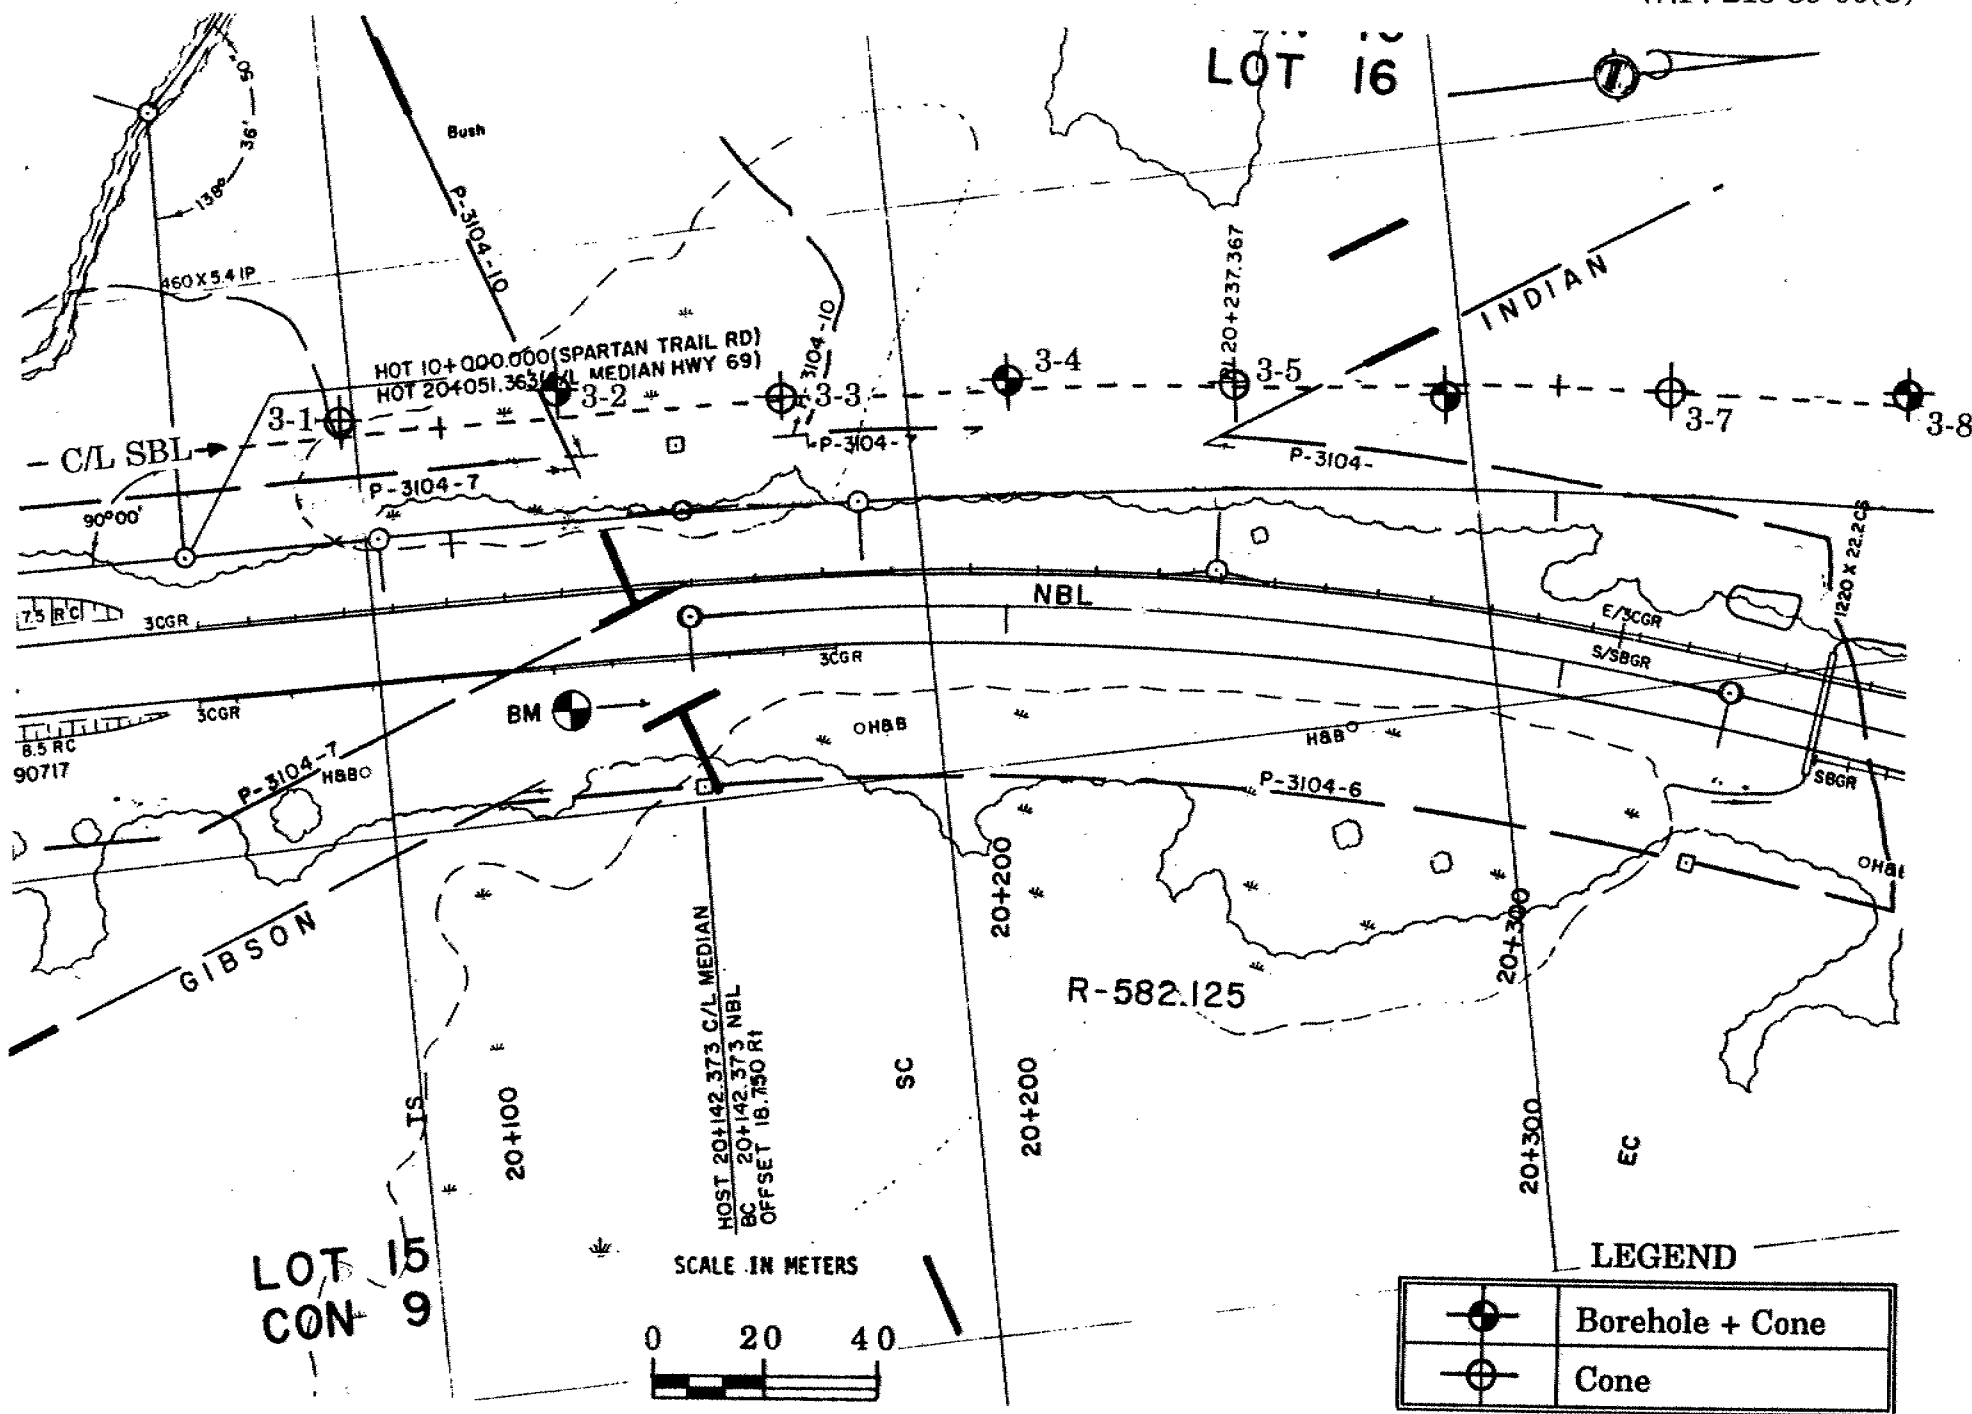 LOT 16
50'
36'
138°
Bush
P-3104-10
460 X 5.4 IP
20+237.367
INDIAN
3104-10
HOT 10+000.000(SPARTAN TRAIL RD)
HOT 20+051.363(C/L MEDIAN HWY 69)
3-1
3-2
3-3
3-4
3-5
3-7
3-8
C/L SBL
P-3104-7
P-3104-7
P-3104-
90°00'
1220 X 22.2 CS
NBL
7.5 RC
3CGR
E/3CGR
S/SBGR
3CGR
3CGR
BM
8.5 RC
90717
P-3104-7
H&B
H&B
H&B
SBGR
P-3104-6
GIBSON
20+200
20+300
R-582.125
HOST 20+142.373 C/L MEDIAN
BC 20+142.373 NBL
OFFSET 18.750 Rt
SC
TS
20+100
20+200
20+300
EC
LOT 15
CON 9
SCALE IN METERS
0 20 40
LEGEND
Borehole + Cone
Cone